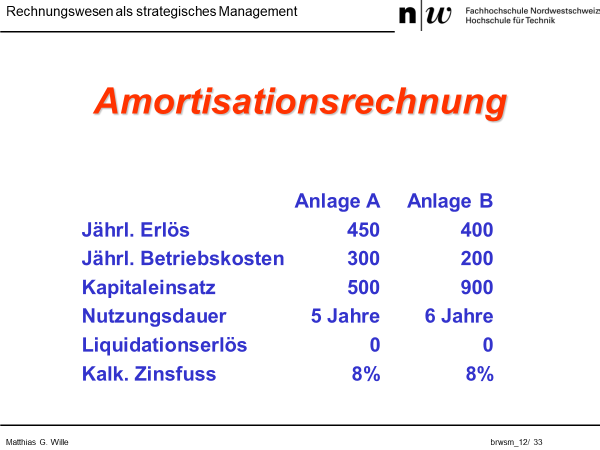 Rechnungswesen als strategisches Management
n w
Fachhochschule Nordwestschweiz
Hochschule für Technik
Amortisationsrechnung
Anlage A Anlage B
Jährl. Erlös 450 400
Jährl. Betriebskosten 300 200
Kapitaleinsatz 500 900
Nutzungsdauer 5 Jahre 6 Jahre
Liquidationserlös 0 0
Kalk. Zinsfuss 8% 8%
Matthias G. Wille brwsm_12/ 33